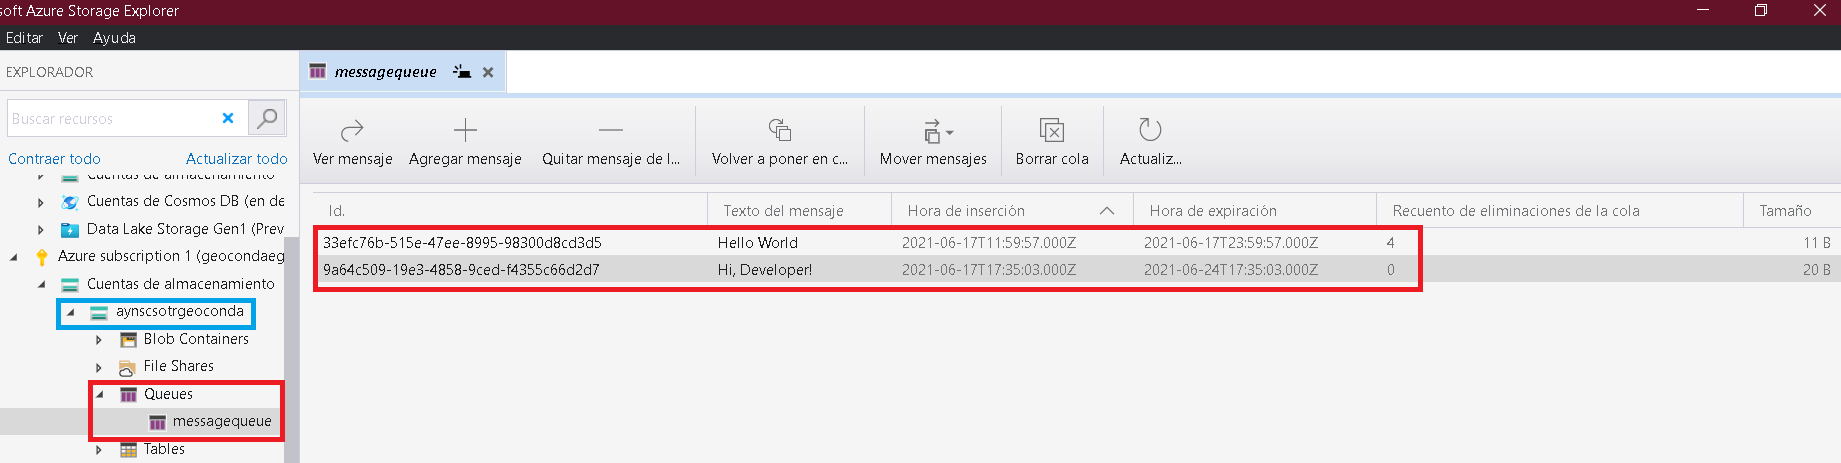 soft Azure Storage Explorer
Editar Ver Ayuda
EXPLORADOR
Buscar recursos
Contraer todo Actualizar todo
Cuentas de almacenamiento
Cuentas de Cosmos DB (en de
Data Lake Storage Gen1 (Prev
Azure subscription 1 (geocondaeg
Cuentas de almacenamiento
aynscsotrgeoconda
Blob Containers
File Shares
Queues
messagequeue
Tables
messagequeue
Ver mensaje Agregar mensaje Quitar mensaje de l... Volver a poner en c... Mover mensajes Borrar cola Actualiz...
Id. Texto del mensaje Hora de inserción Hora de expiración Recuento de eliminaciones de la cola Tamaño
33efc76b-515e-47ee-8995-98300d8cd3d5 Hello World 2021-06-17T11:59:57.000Z 2021-06-17T23:59:57.000Z 4 11 B
9a64c509-19e3-4858-9ced-f4355c66d2d7 Hi, Developer! 2021-06-17T17:35:03.000Z 2021-06-24T17:35:03.000Z 0 20 B